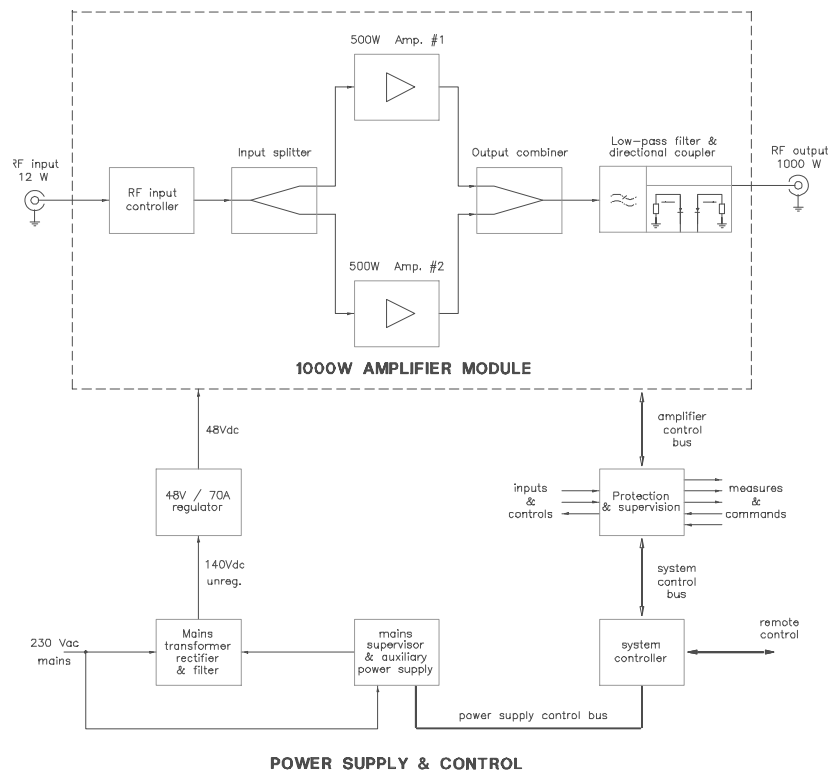 500W Amp. #1
RF input
12 W
RF input
controller
Input splitter
Output combiner
Low-pass filter &
directional coupler
RF output
1000 W
500W Amp. #2
1000W AMPLIFIER MODULE
48Vdc
amplifier
control
bus
48V / 70A
regulator
inputs
&
controls
Protection
& supervision
measures
&
commands
140Vdc
unreg.
system
control
bus
230 Vac
mains
Mains
transformer
rectifier
& filter
mains
supervisor
& auxiliary
power supply
system
controller
remote
control
power supply control bus
POWER SUPPLY & CONTROL